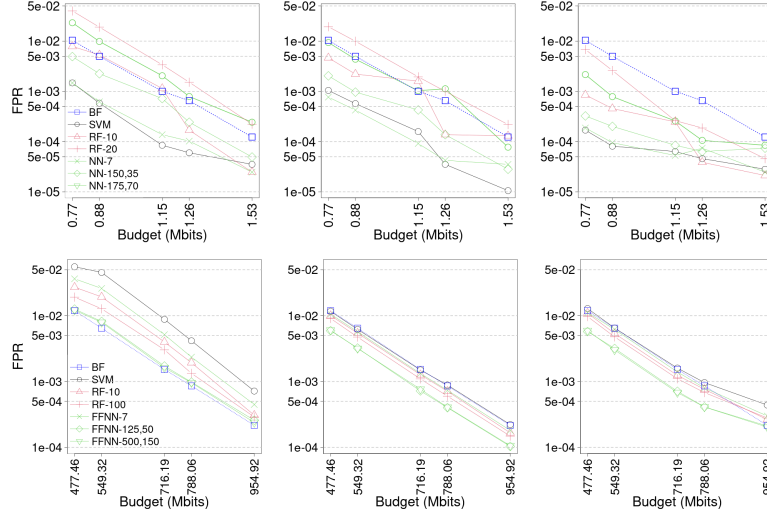 5e-02
1e-02
5e-03
1e-03
5e-04
1e-04
5e-05
1e-05
FPR
BF
SVM
RF-10
RF-20
NN-7
NN-150,35
NN-175,70
0.77
0.88
1.15
1.26
1.53
Budget (Mbits)
5e-02
1e-02
5e-03
1e-03
5e-04
1e-04
5e-05
1e-05
0.77
0.88
1.15
1.26
1.53
Budget (Mbits)
5e-02
1e-02
5e-03
1e-03
5e-04
1e-04
5e-05
1e-05
0.77
0.88
1.15
1.26
1.53
Budget (Mbits)
5e-02
1e-02
5e-03
1e-03
5e-04
1e-04
FPR
BF
SVM
RF-10
RF-100
FFNN-7
FFNN-125,50
FFNN-500,150
477.46
549.32
716.19
788.06
954.92
Budget (Mbits)
5e-02
1e-02
5e-03
1e-03
5e-04
1e-04
477.46
549.32
716.19
788.06
954.92
Budget (Mbits)
5e-02
1e-02
5e-03
1e-03
5e-04
1e-04
477.46
549.32
716.19
788.06
954.92
Budget (Mbits)